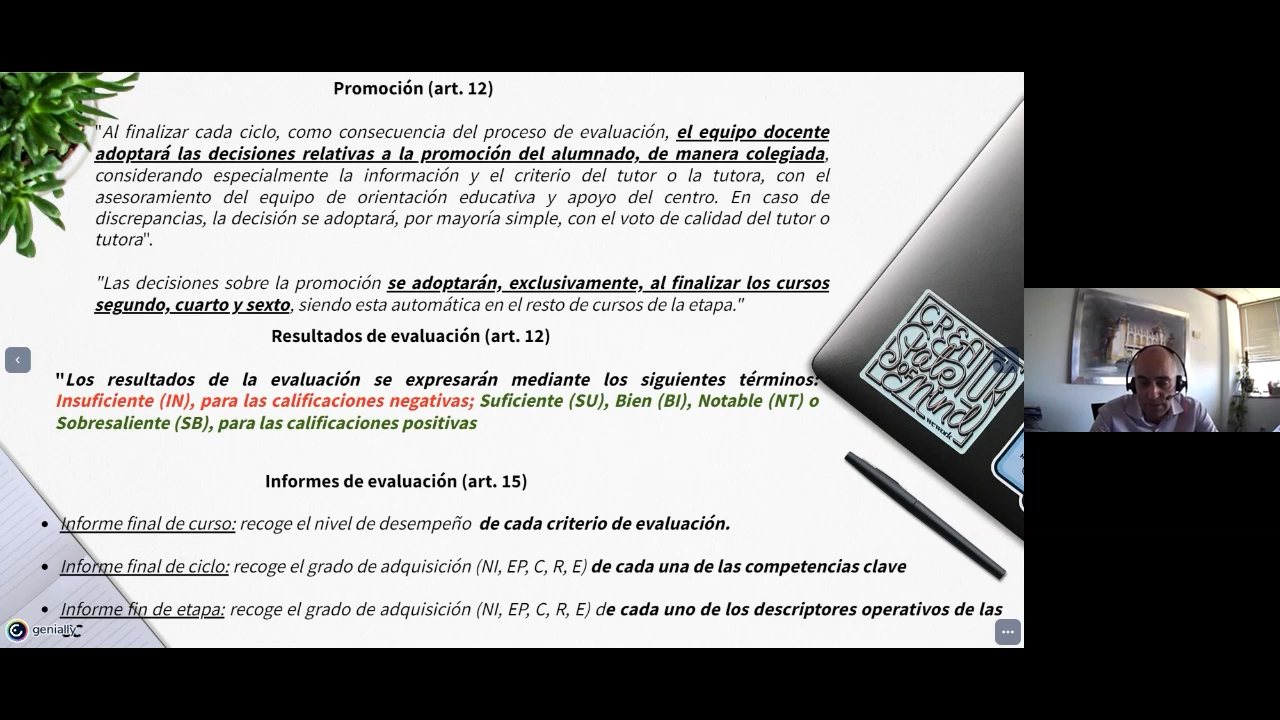 Promoción (art. 12)
"Al finalizar cada ciclo, como consecuencia del proceso de evaluación, el equipo docente
adoptará las decisiones relativas a la promoción del alumnado, de manera colegiada,
considerando especialmente la información y el criterio del tutor o la tutora, con el
asesoramiento del equipo de orientación educativa y apoyo del centro. En caso de
discrepancias, la decisión se adoptará, por mayoría simple, con el voto de calidad del tutor o
tutora".
"Las decisiones sobre la promoción se adoptarán, exclusivamente, al finalizar los cursos
segundo, cuarto y sexto, siendo esta automática en el resto de cursos de la etapa."
Resultados de evaluación (art. 12)
"Los resultados de la evaluación se expresarán mediante los siguientes términos:
Insuficiente (IN), para las calificaciones negativas; Suficiente (SU), Bien (BI), Notable (NT) o
Sobresaliente (SB), para las calificaciones positivas
Informes de evaluación (art. 15)
• Informe final de curso: recoge el nivel de desempeño de cada criterio de evaluación.
• Informe final de ciclo: recoge el grado de adquisición (NI, EP, C, R, E) de cada una de las competencias clave
• Informe fin de etapa: recoge el grado de adquisición (NI, EP, C, R, E) de cada uno de los descriptores operativos de las
genially
CREATIVE
State
OF
Mind
wework